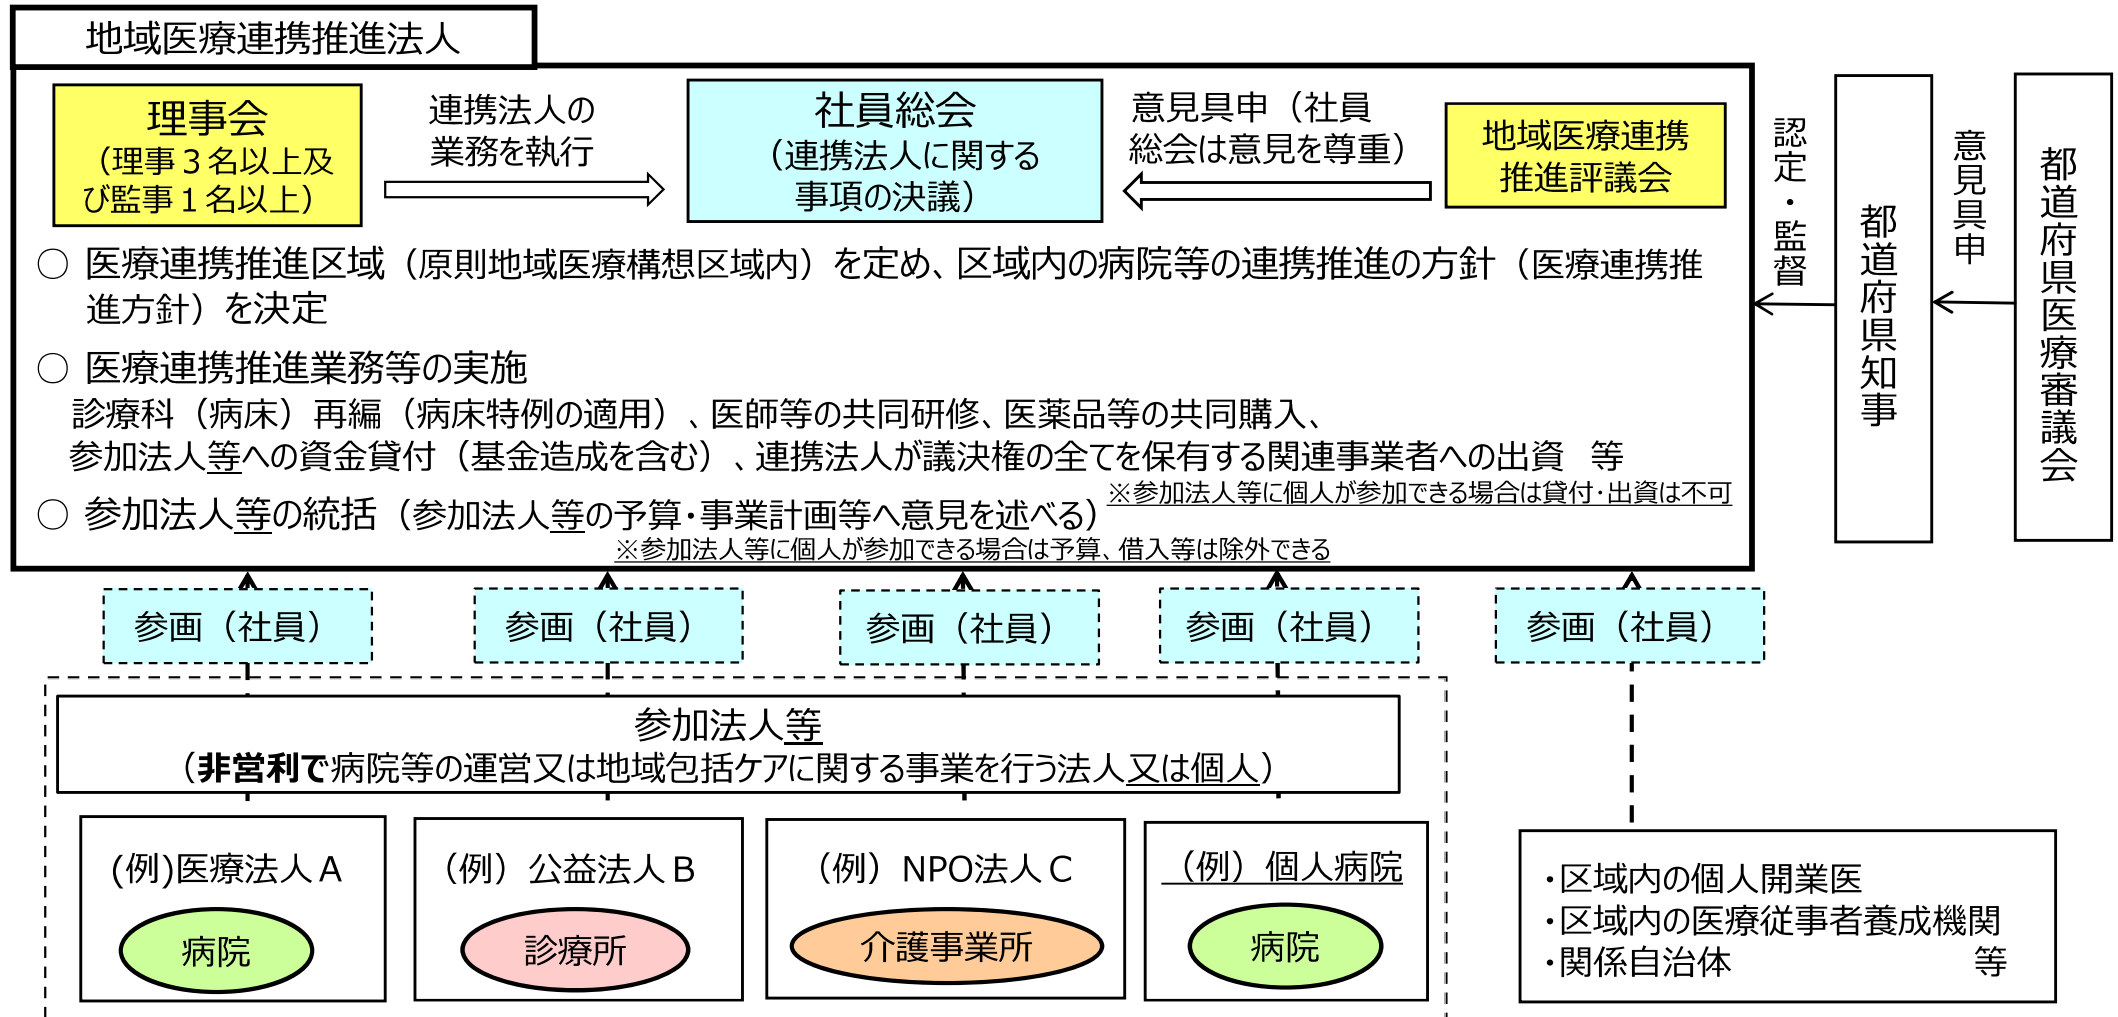 地域医療連携推進法人
理事会
（理事３名以上及
び監事１名以上）
連携法人の
業務を執行
社員総会
（連携法人に関する
事項の決議）
意見具申（社員
総会は意見を尊重）
地域医療連携
推進評議会
認定・監督
都道府県知事
意見具申
都道府県医療審議会
○ 医療連携推進区域（原則地域医療構想区域内）を定め、区域内の病院等の連携推進の方針（医療連携推
進方針）を決定
○ 医療連携推進業務等の実施
診療科（病床）再編（病床特例の適用）、医師等の共同研修、医薬品等の共同購入、
参加法人等への資金貸付（基金造成を含む）、連携法人が議決権の全てを保有する関連事業者への出資　等
※参加法人等に個人が参加できる場合は貸付・出資は不可
○ 参加法人等の統括（参加法人等の予算・事業計画等へ意見を述べる）
※参加法人等に個人が参加できる場合は予算、借入等は除外できる
参画（社員）
参画（社員）
参画（社員）
参画（社員）
参画（社員）
参加法人等
（非営利で病院等の運営又は地域包括ケアに関する事業を行う法人又は個人）
(例)医療法人Ａ
病院
（例）公益法人Ｂ
診療所
（例）NPO法人Ｃ
介護事業所
（例）個人病院
病院
・区域内の個人開業医
・区域内の医療従事者養成機関
・関係自治体　　　　　　　等